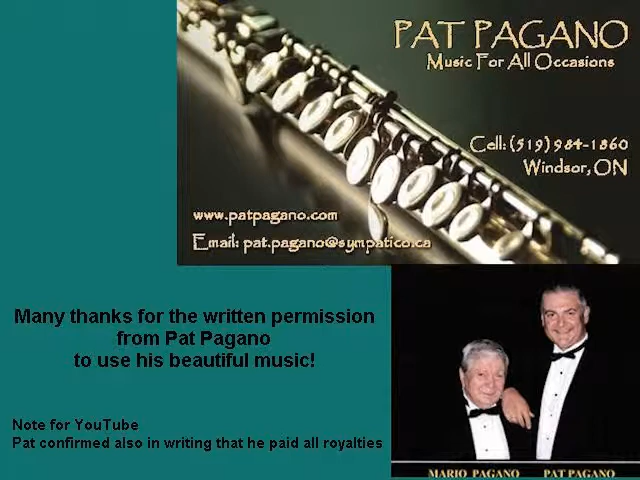 PAT PAGANO
Music For All Occasions
Cell: (519) 984-1860
Windsor, ON
www.patpagano.com
Email: pat.pagano@sympatico.ca
Many thanks for the written permission
from Pat Pagano
to use his beautiful music!
Note for YouTube
Pat confirmed also in writing that he paid all royalties
MARIO PAGANO PAT PAGANO